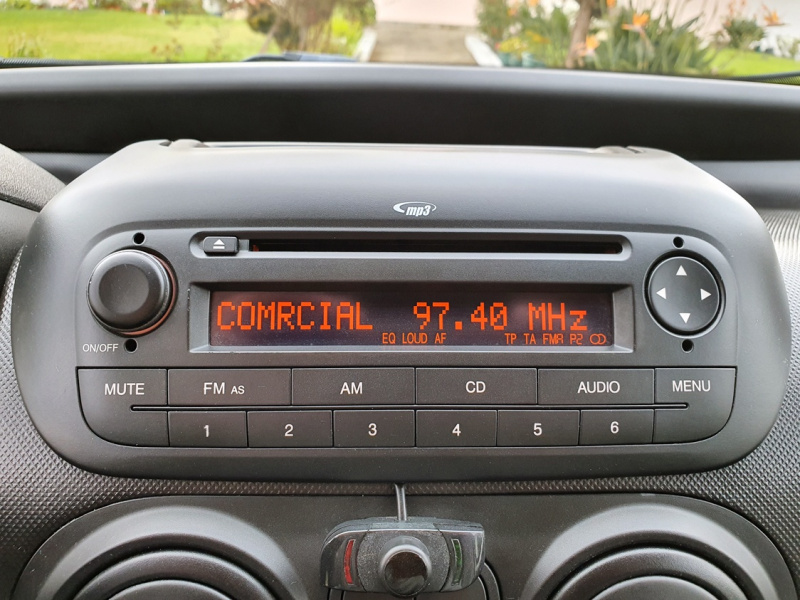 mp3
COMRCIAL 97.40 MHz
EQ LOUD AF TP TA FMA P2
ON/OFF
MUTE FM AS AM CD AUDIO MENU
1 2 3 4 5 6